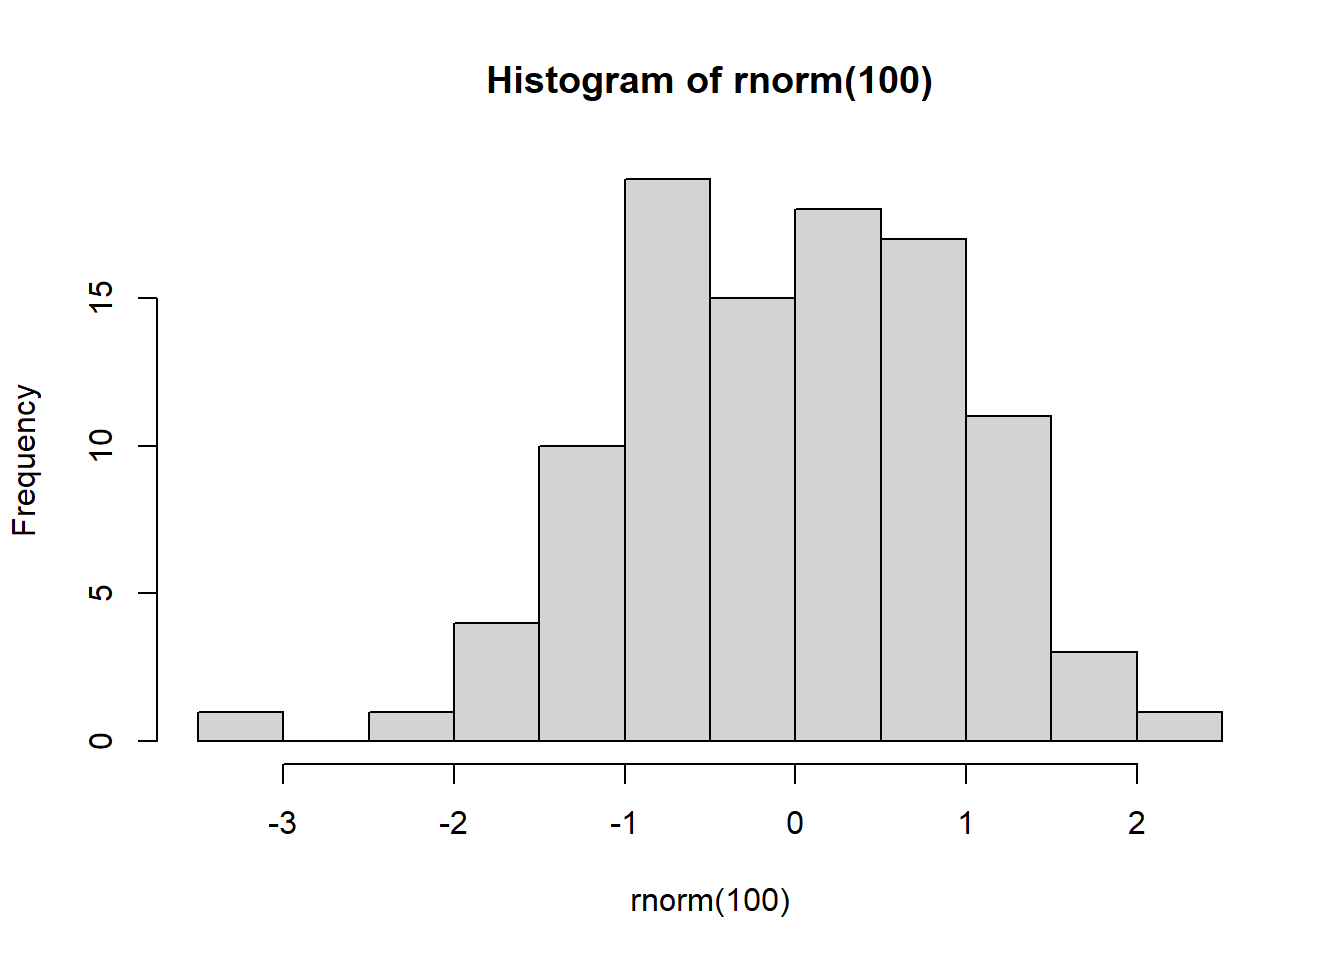 Histogram of rnorm(100)
Frequency
15
10
5
0
-3 -2 -1 0 1 2
rnorm(100)